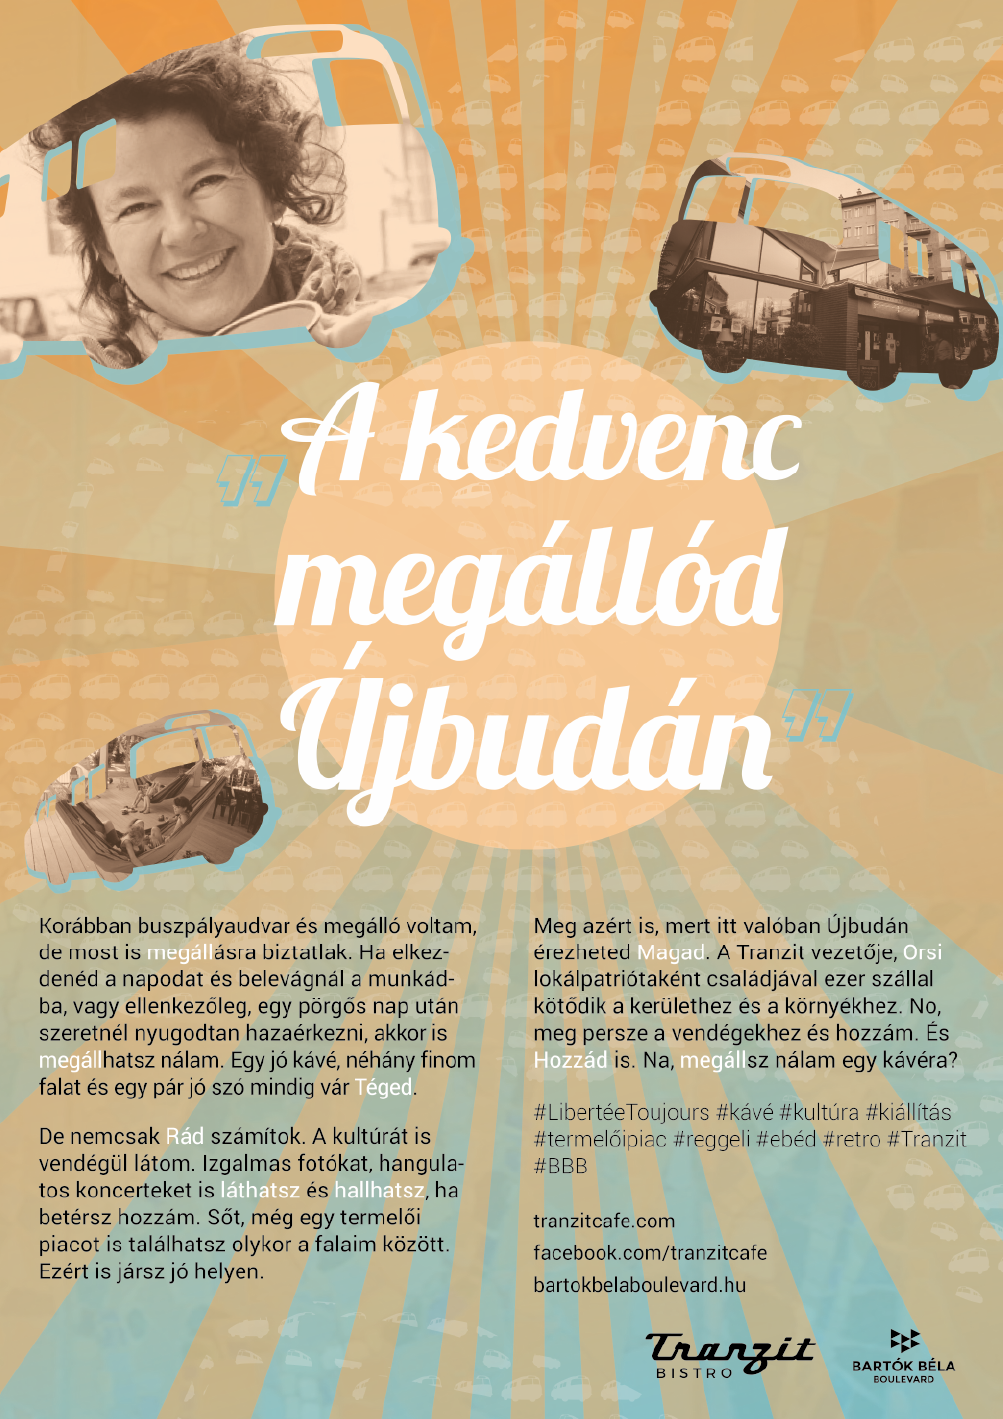 "A kedvenc
megállód
Újbudán"
Korábban buszpályaudvar és megálló voltam,
de most is megállásra biztatlak. Ha elkez-
denéd a napodat és belevágnál a munkád-
ba, vagy ellenkezőleg, egy pörgős nap után
szeretnél nyugodtan hazaérkezni, akkor is
megállhatsz nálam. Egy jó kávé, néhány finom
falat és egy pár jó szó mindig vár Téged.
De nemcsak Rád számítok. A kultúrát is
vendégül látom. Izgalmas fotókat, hangula-
tos koncerteket is láthatsz és hallhatsz, ha
betérsz hozzám. Sőt, még egy termelői
piacot is találhatsz olykor a falaim között.
Ezért is jársz jó helyen.
Meg azért is, mert itt valóban Újbudán
érezheted Magad. A Tranzit vezetője, Orsi
lokálpatriótaként családjával ezer szállal
kötődik a kerülethez és a környékhez. No,
meg persze a vendégekhez és hozzám. És
Hozzád is. Na, megállsz nálam egy kávéra?
#LibertéeToujours #kávé #kultúra #kiállítás
#termelőipiac #reggeli #ebéd #retro #Tranzit
#BBB
tranzitcafe.com
facebook.com/tranzitcafe
bartokbelaboulevard.hu
Tranzit
BISTRO
BARTÓK BÉLA
BOULEVARD